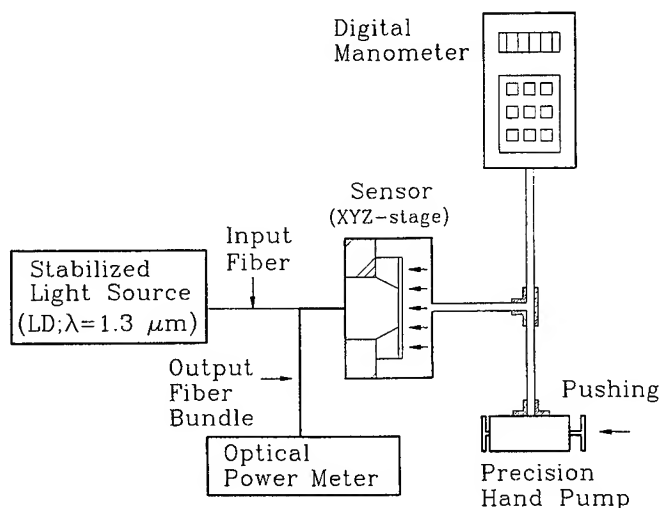 Digital
Manometer
Sensor
(XYZ-stage)
Input
Fiber
Stabilized
Light Source
(LD;λ=1.3 μm)
Output
Fiber
Bundle
Optical
Power Meter
Pushing
Precision
Hand Pump